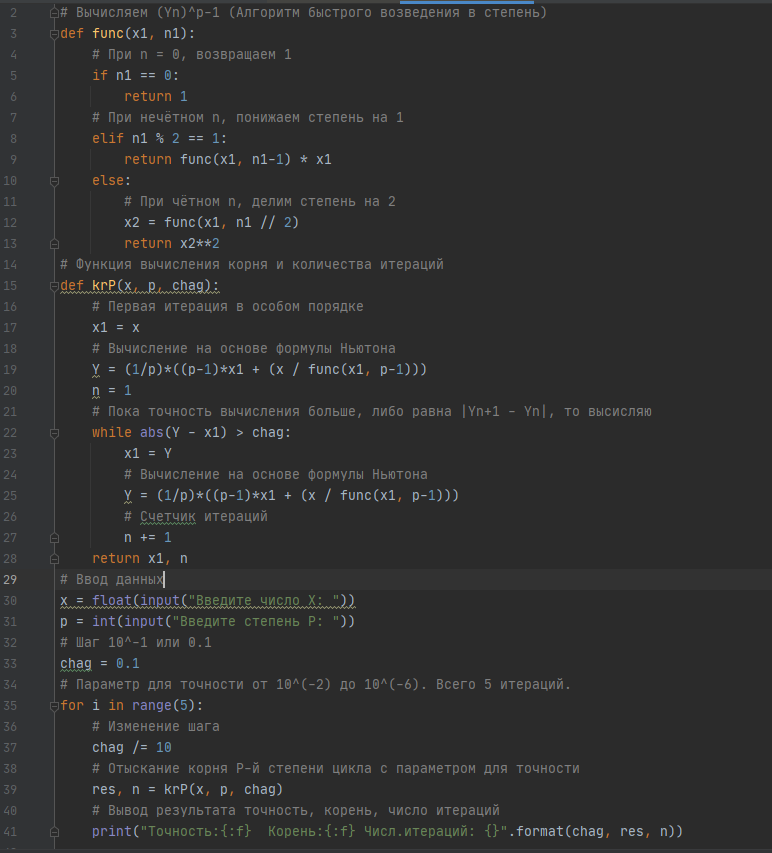 2 # Вычисляем (Yn)^p-1 (Алгоритм быстрого возведения в степень)
3 def func(x1, n1):
4     # При n = 0, возвращаем 1
5     if n1 == 0:
6         return 1
7     # При нечётном n, понижаем степень на 1
8     elif n1 % 2 == 1:
9         return func(x1, n1-1) * x1
10     else:
11         # При чётном n, делим степень на 2
12         x2 = func(x1, n1 // 2)
13         return x2**2
14 # Функция вычисления корня и количества итераций
15 def krP(x, p, chag):
16     # Первая итерация в особом порядке
17     x1 = x
18     # Вычисление на основе формулы Ньютона
19     Y = (1/p)*((p-1)*x1 + (x / func(x1, p-1)))
20     n = 1
21     # Пока точность вычисления больше, либо равна |Yn+1 - Yn|, то высисляю
22     while abs(Y - x1) > chag:
23         x1 = Y
24         # Вычисление на основе формулы Ньютона
25         Y = (1/p)*((p-1)*x1 + (x / func(x1, p-1)))
26         # Счетчик итераций
27         n += 1
28     return x1, n
29 # Ввод данных
30 x = float(input("Введите число X: "))
31 p = int(input("Введите степень P: "))
32 # Шаг 10^-1 или 0.1
33 chag = 0.1
34 # Параметр для точности от 10^(-2) до 10^(-6). Всего 5 итераций.
35 for i in range(5):
36     # Изменение шага
37     chag /= 10
38     # Отыскание корня P-й степени цикла с параметром для точности
39     res, n = krP(x, p, chag)
40     # Вывод результата точность, корень, число итераций
41     print("Точность:{:f}  Корень:{:f} Числ.итераций: {}".format(chag, res, n))